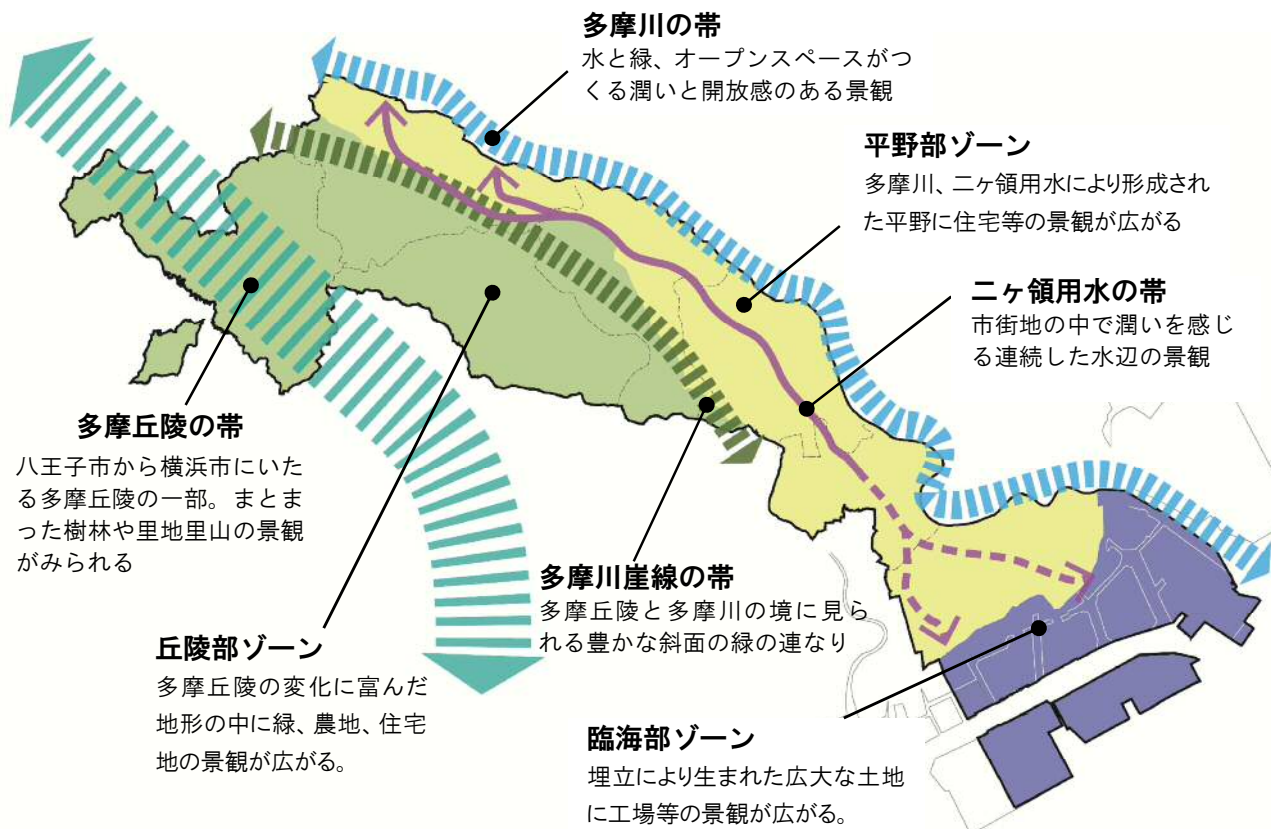 多摩川の帯
水と緑、オープンスペースがつ
くる潤いと開放感のある景観
平野部ゾーン
多摩川、二ヶ領用水により形成され
た平野に住宅等の景観が広がる
二ヶ領用水の帯
市街地の中で潤いを感じ
る連続した水辺の景観
多摩丘陵の帯
八王子市から横浜市にいた
る多摩丘陵の一部。まとま
った樹林や里地里山の景観
がみられる
多摩川崖線の帯
多摩丘陵と多摩川の境に見ら
れる豊かな斜面の緑の連なり
丘陵部ゾーン
多摩丘陵の変化に富んだ
地形の中に緑、農地、住宅
地の景観が広がる。
臨海部ゾーン
埋立により生まれた広大な土地
に工場等の景観が広がる。